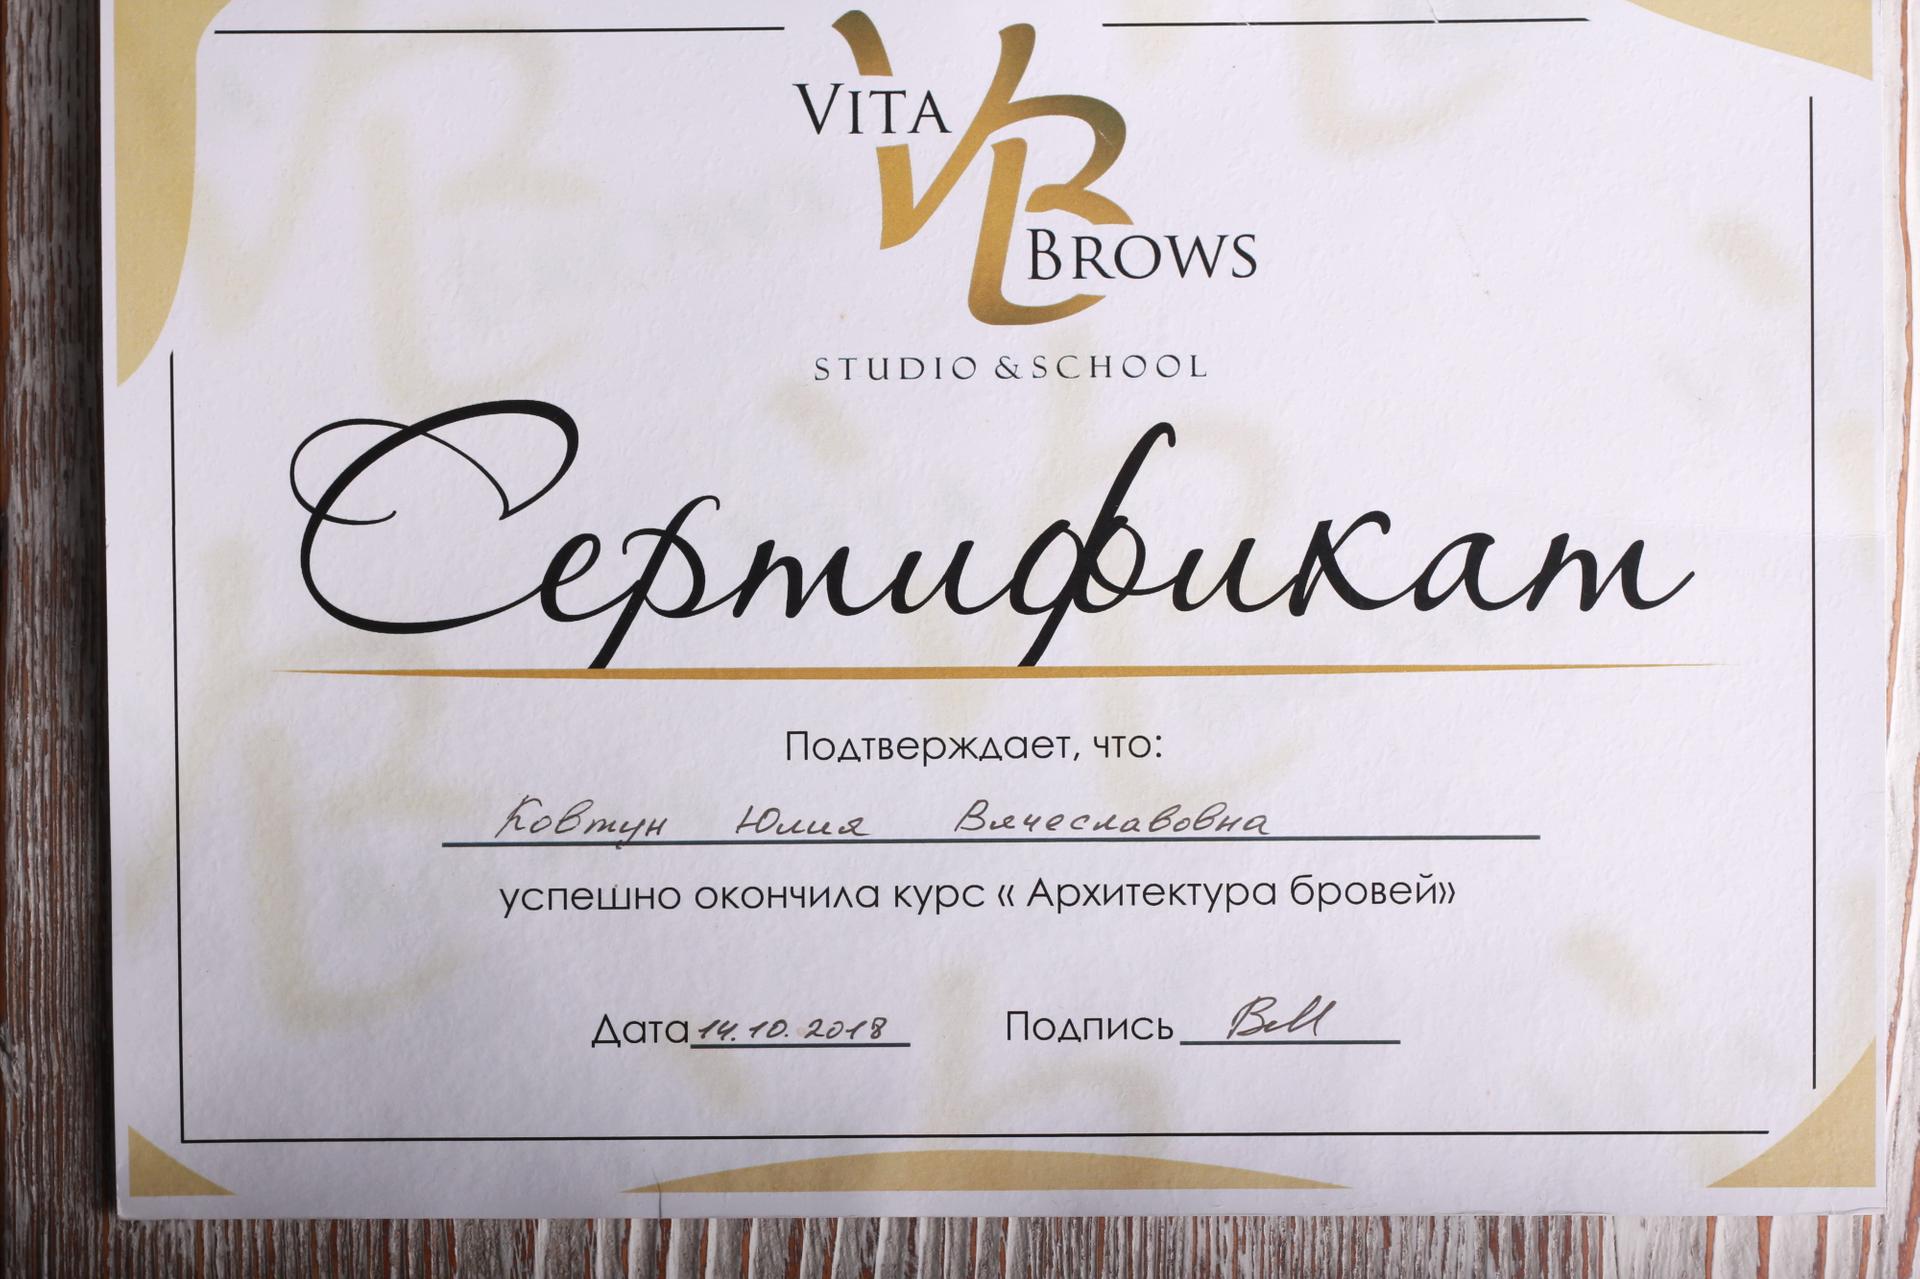 VITA
BROWS
STUDIO & SCHOOL
Сертификат
Подтверждает, что:
Ковтун Юлия Вячеславовна
успешно окончила курс « Архитектура бровей»
Дата 14.10.2018 Подпись